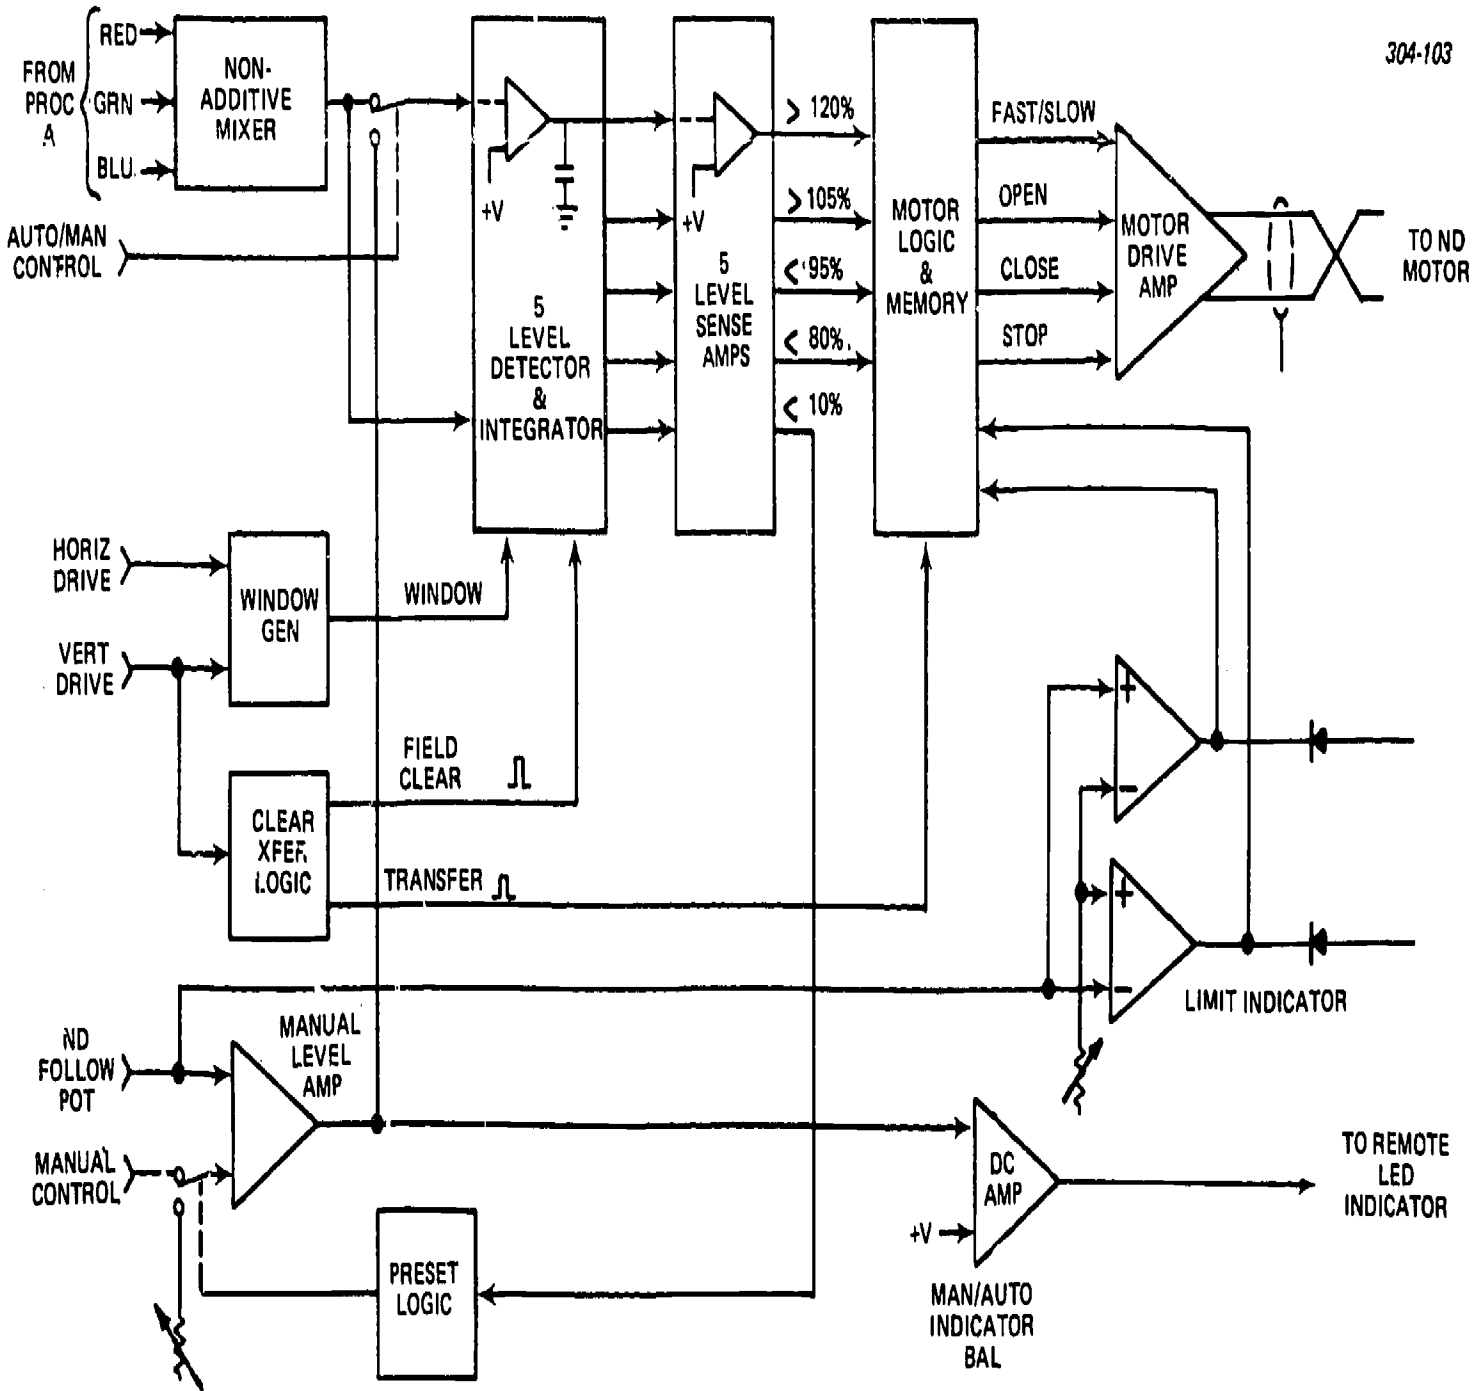 304-103
FROM
PROC
A
RED
GRN
BLU
NON-
ADDITIVE
MIXER
AUTO/MAN
CONTROL
+V
5
LEVEL
DETECTOR
&
INTEGRATOR
+V
5
LEVEL
SENSE
AMPS
> 120%
> 105%
< 95%
< 80%
< 10%
MOTOR
LOGIC
&
MEMORY
FAST/SLOW
OPEN
CLOSE
STOP
MOTOR
DRIVE
AMP
TO ND
MOTOR
HORIZ
DRIVE
VERT
DRIVE
WINDOW
GEN
WINDOW
FIELD
CLEAR
CLEAR
XFER
LOGIC
TRANSFER
+
-
+
-
LIMIT INDICATOR
ND
FOLLOW
POT
MANUAL
LEVEL
AMP
MANUAL
CONTROL
PRESET
LOGIC
DC
AMP
+V
MAN/AUTO
INDICATOR
BAL
TO REMOTE
LED
INDICATOR